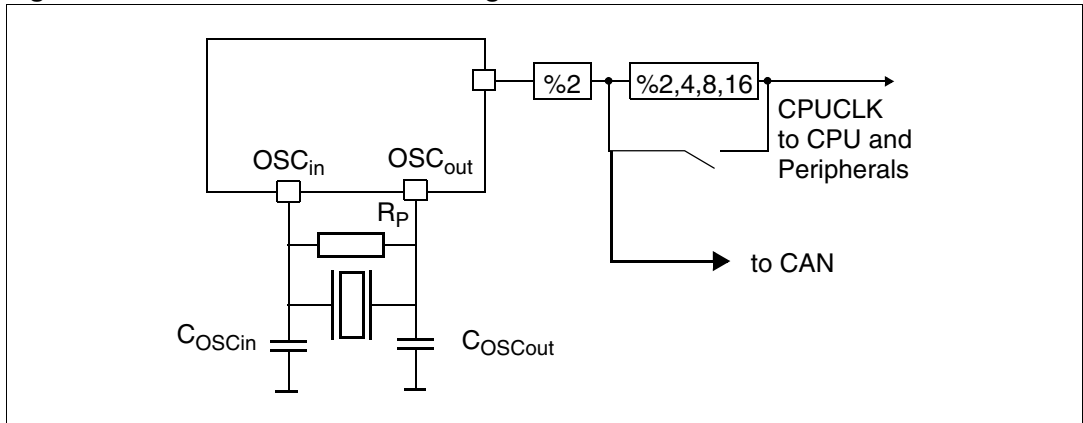 %2
%2,4,8,16
CPUCLK
to CPU and
Peripherals
OSCin
OSCout
RP
to CAN
COSCin
COSCout